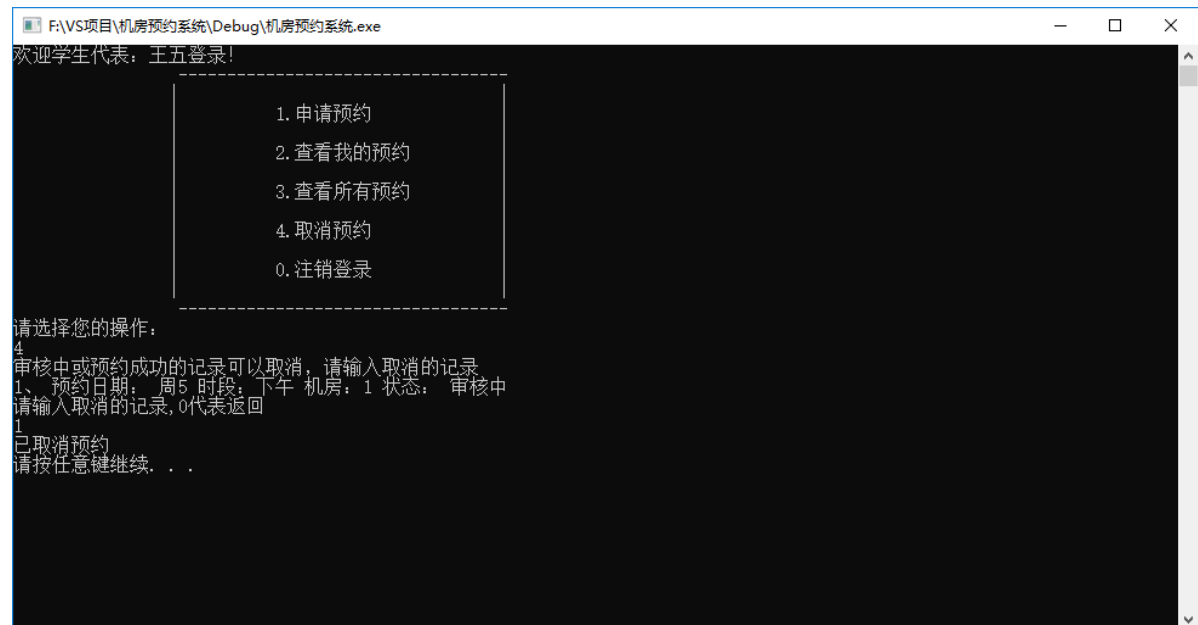 F:\VS项目\机房预约系统\Debug\机房预约系统.exe
欢迎学生代表：王五登录!
----------------------------------
1.申请预约
2.查看我的预约
3.查看所有预约
4.取消预约
0.注销登录
----------------------------------
请选择您的操作：
4
审核中或预约成功的记录可以取消，请输入取消的记录
1、 预约日期： 周5 时段：下午 机房：1 状态： 审核中
请输入取消的记录,0代表返回
1
已取消预约
请按任意键继续. . .